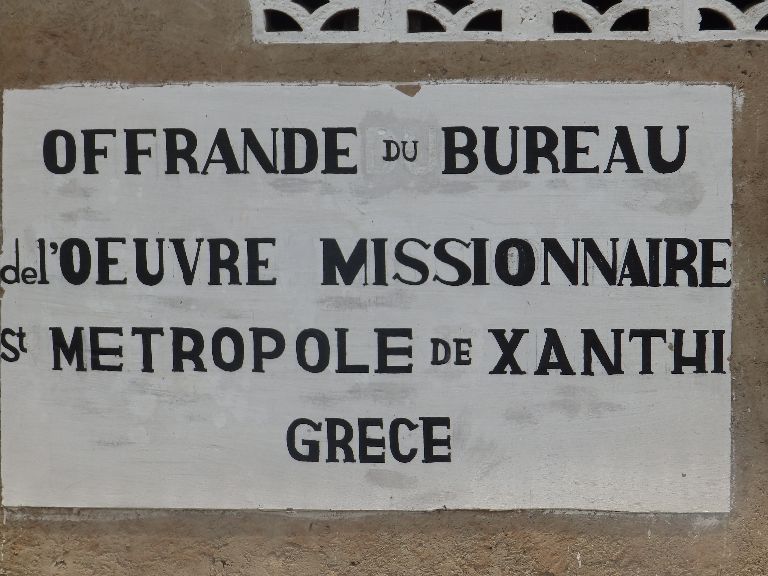 OFFRANDE DU BUREAU
del'OEUVRE MISSIONNAIRE
St METROPOLE DE XANTHI
GRECE